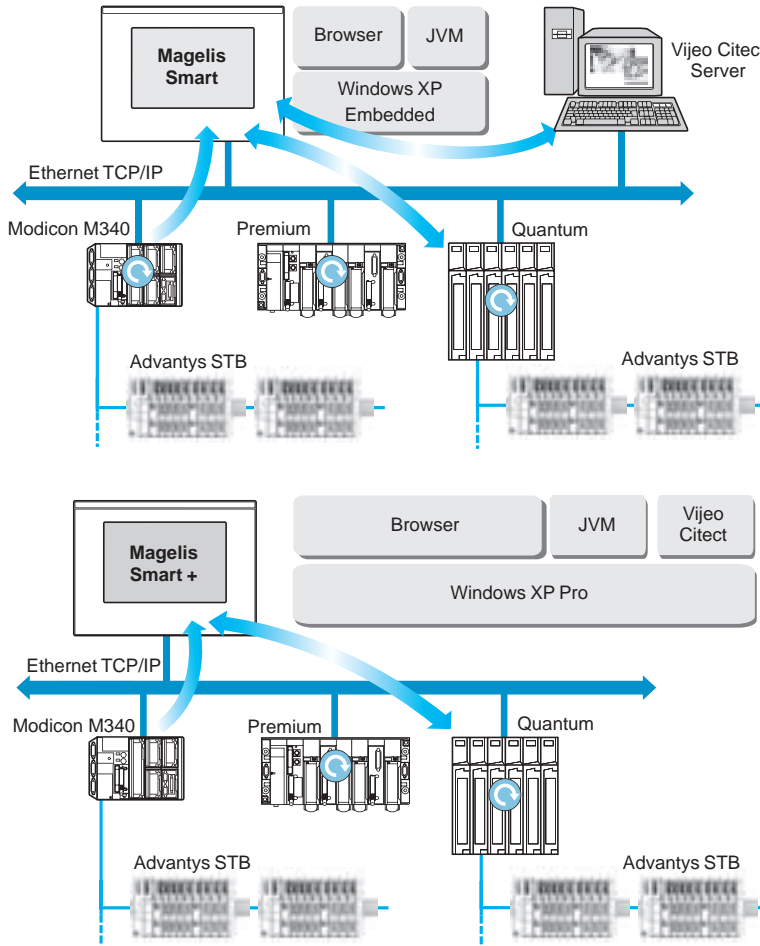 Magelis
Smart
Browser
JVM
Windows XP
Embedded
Vijeo Citec
Server
Ethernet TCP/IP
Modicon M340
Premium
Quantum
Advantys STB
Advantys STB
Magelis
Smart +
Browser
JVM
Vijeo
Citect
Windows XP Pro
Ethernet TCP/IP
Modicon M340
Premium
Quantum
Advantys STB
Advantys STB